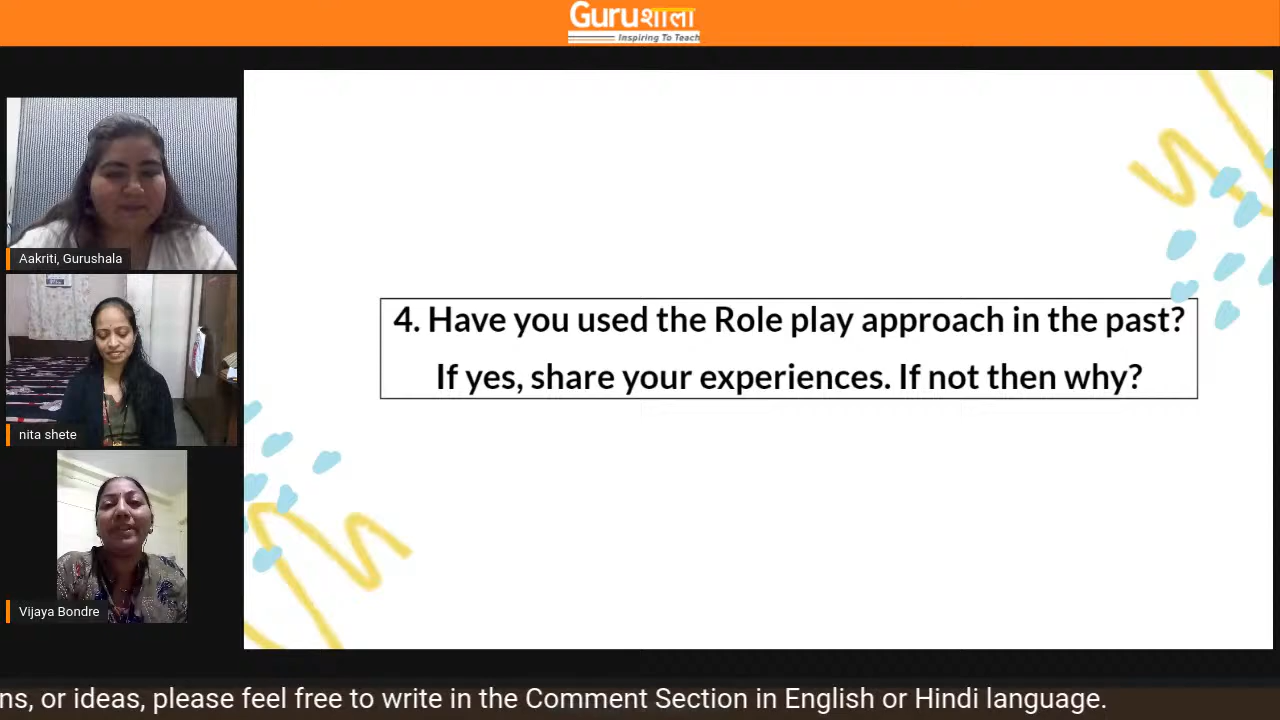 Guruशाला
Inspiring To Teach
Aakriti, Gurushala
nita shete
Vijaya Bondre
4. Have you used the Role play approach in the past?
If yes, share your experiences. If not then why?
ns, or ideas, please feel free to write in the Comment Section in English or Hindi language.